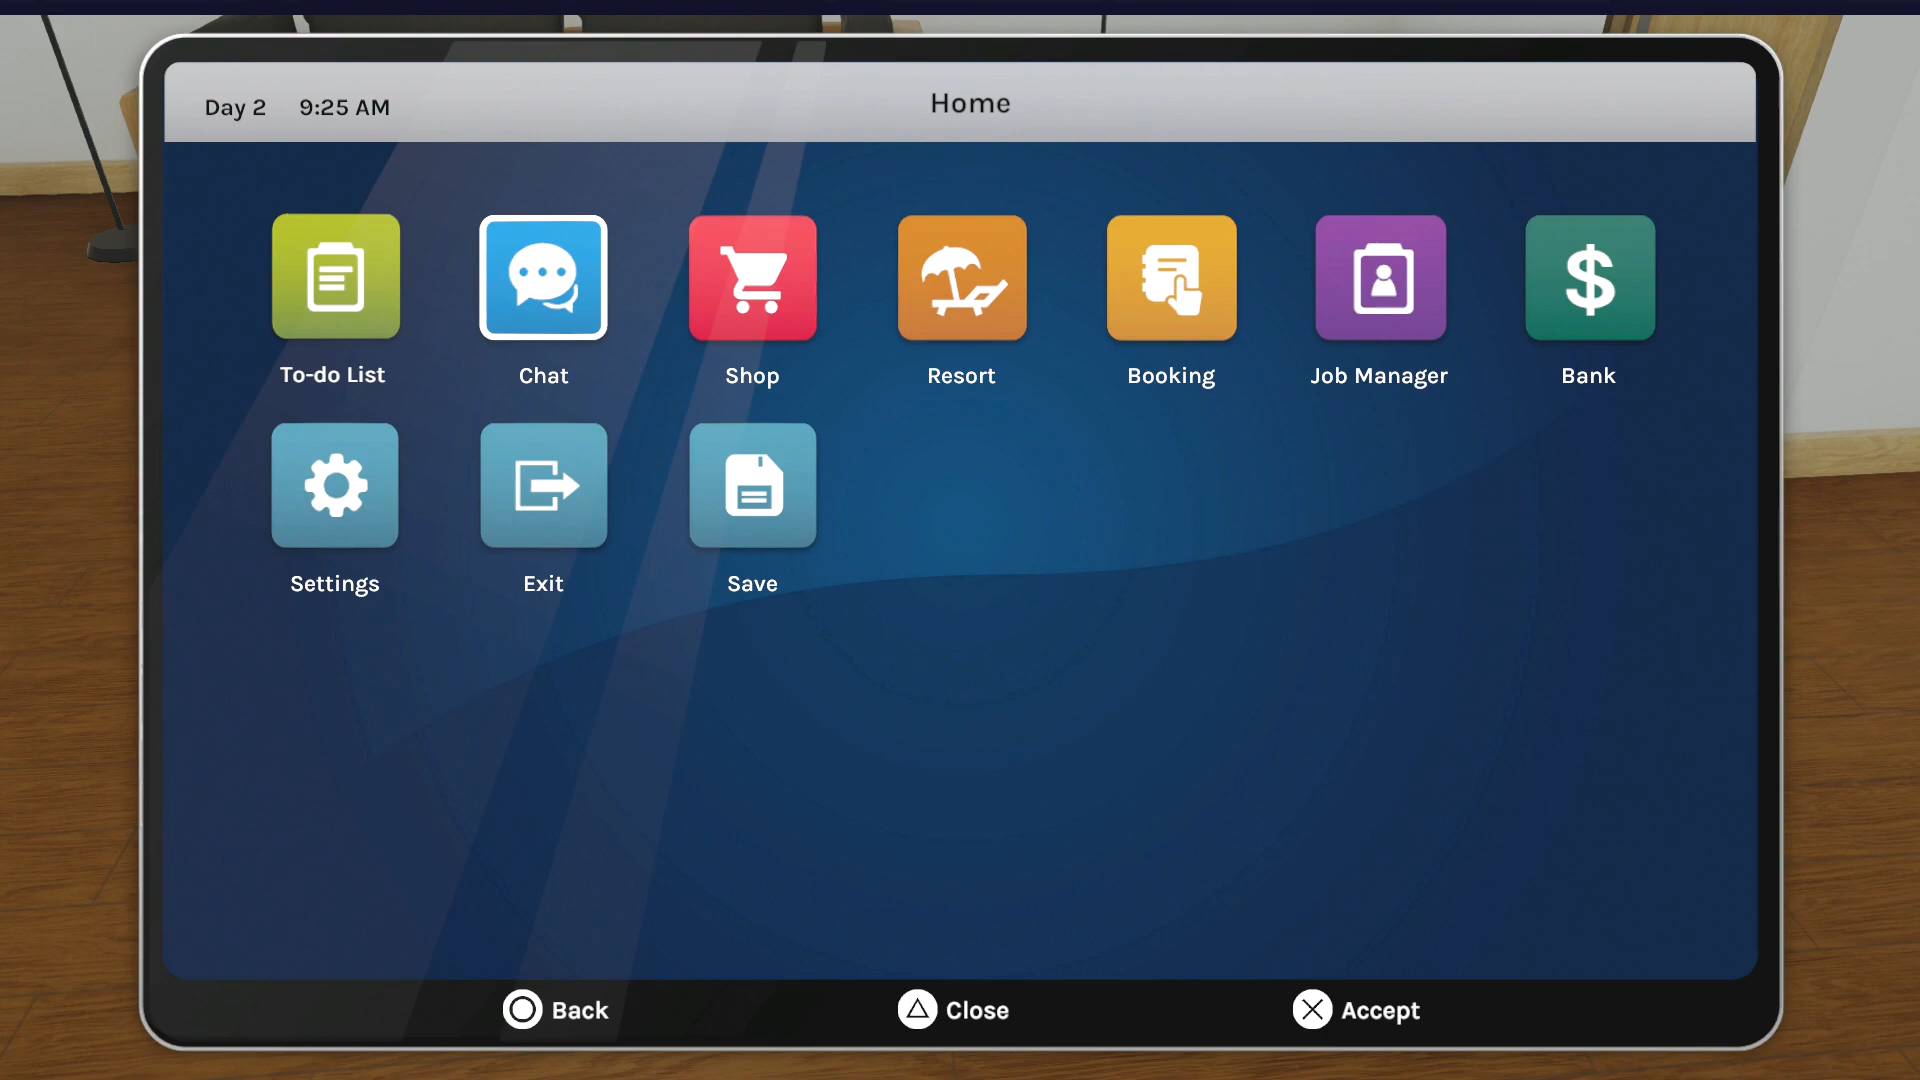 Day 2 9:25 AM Home
To-do List Chat Shop Resort Booking Job Manager Bank
Settings Exit Save
Back Close Accept